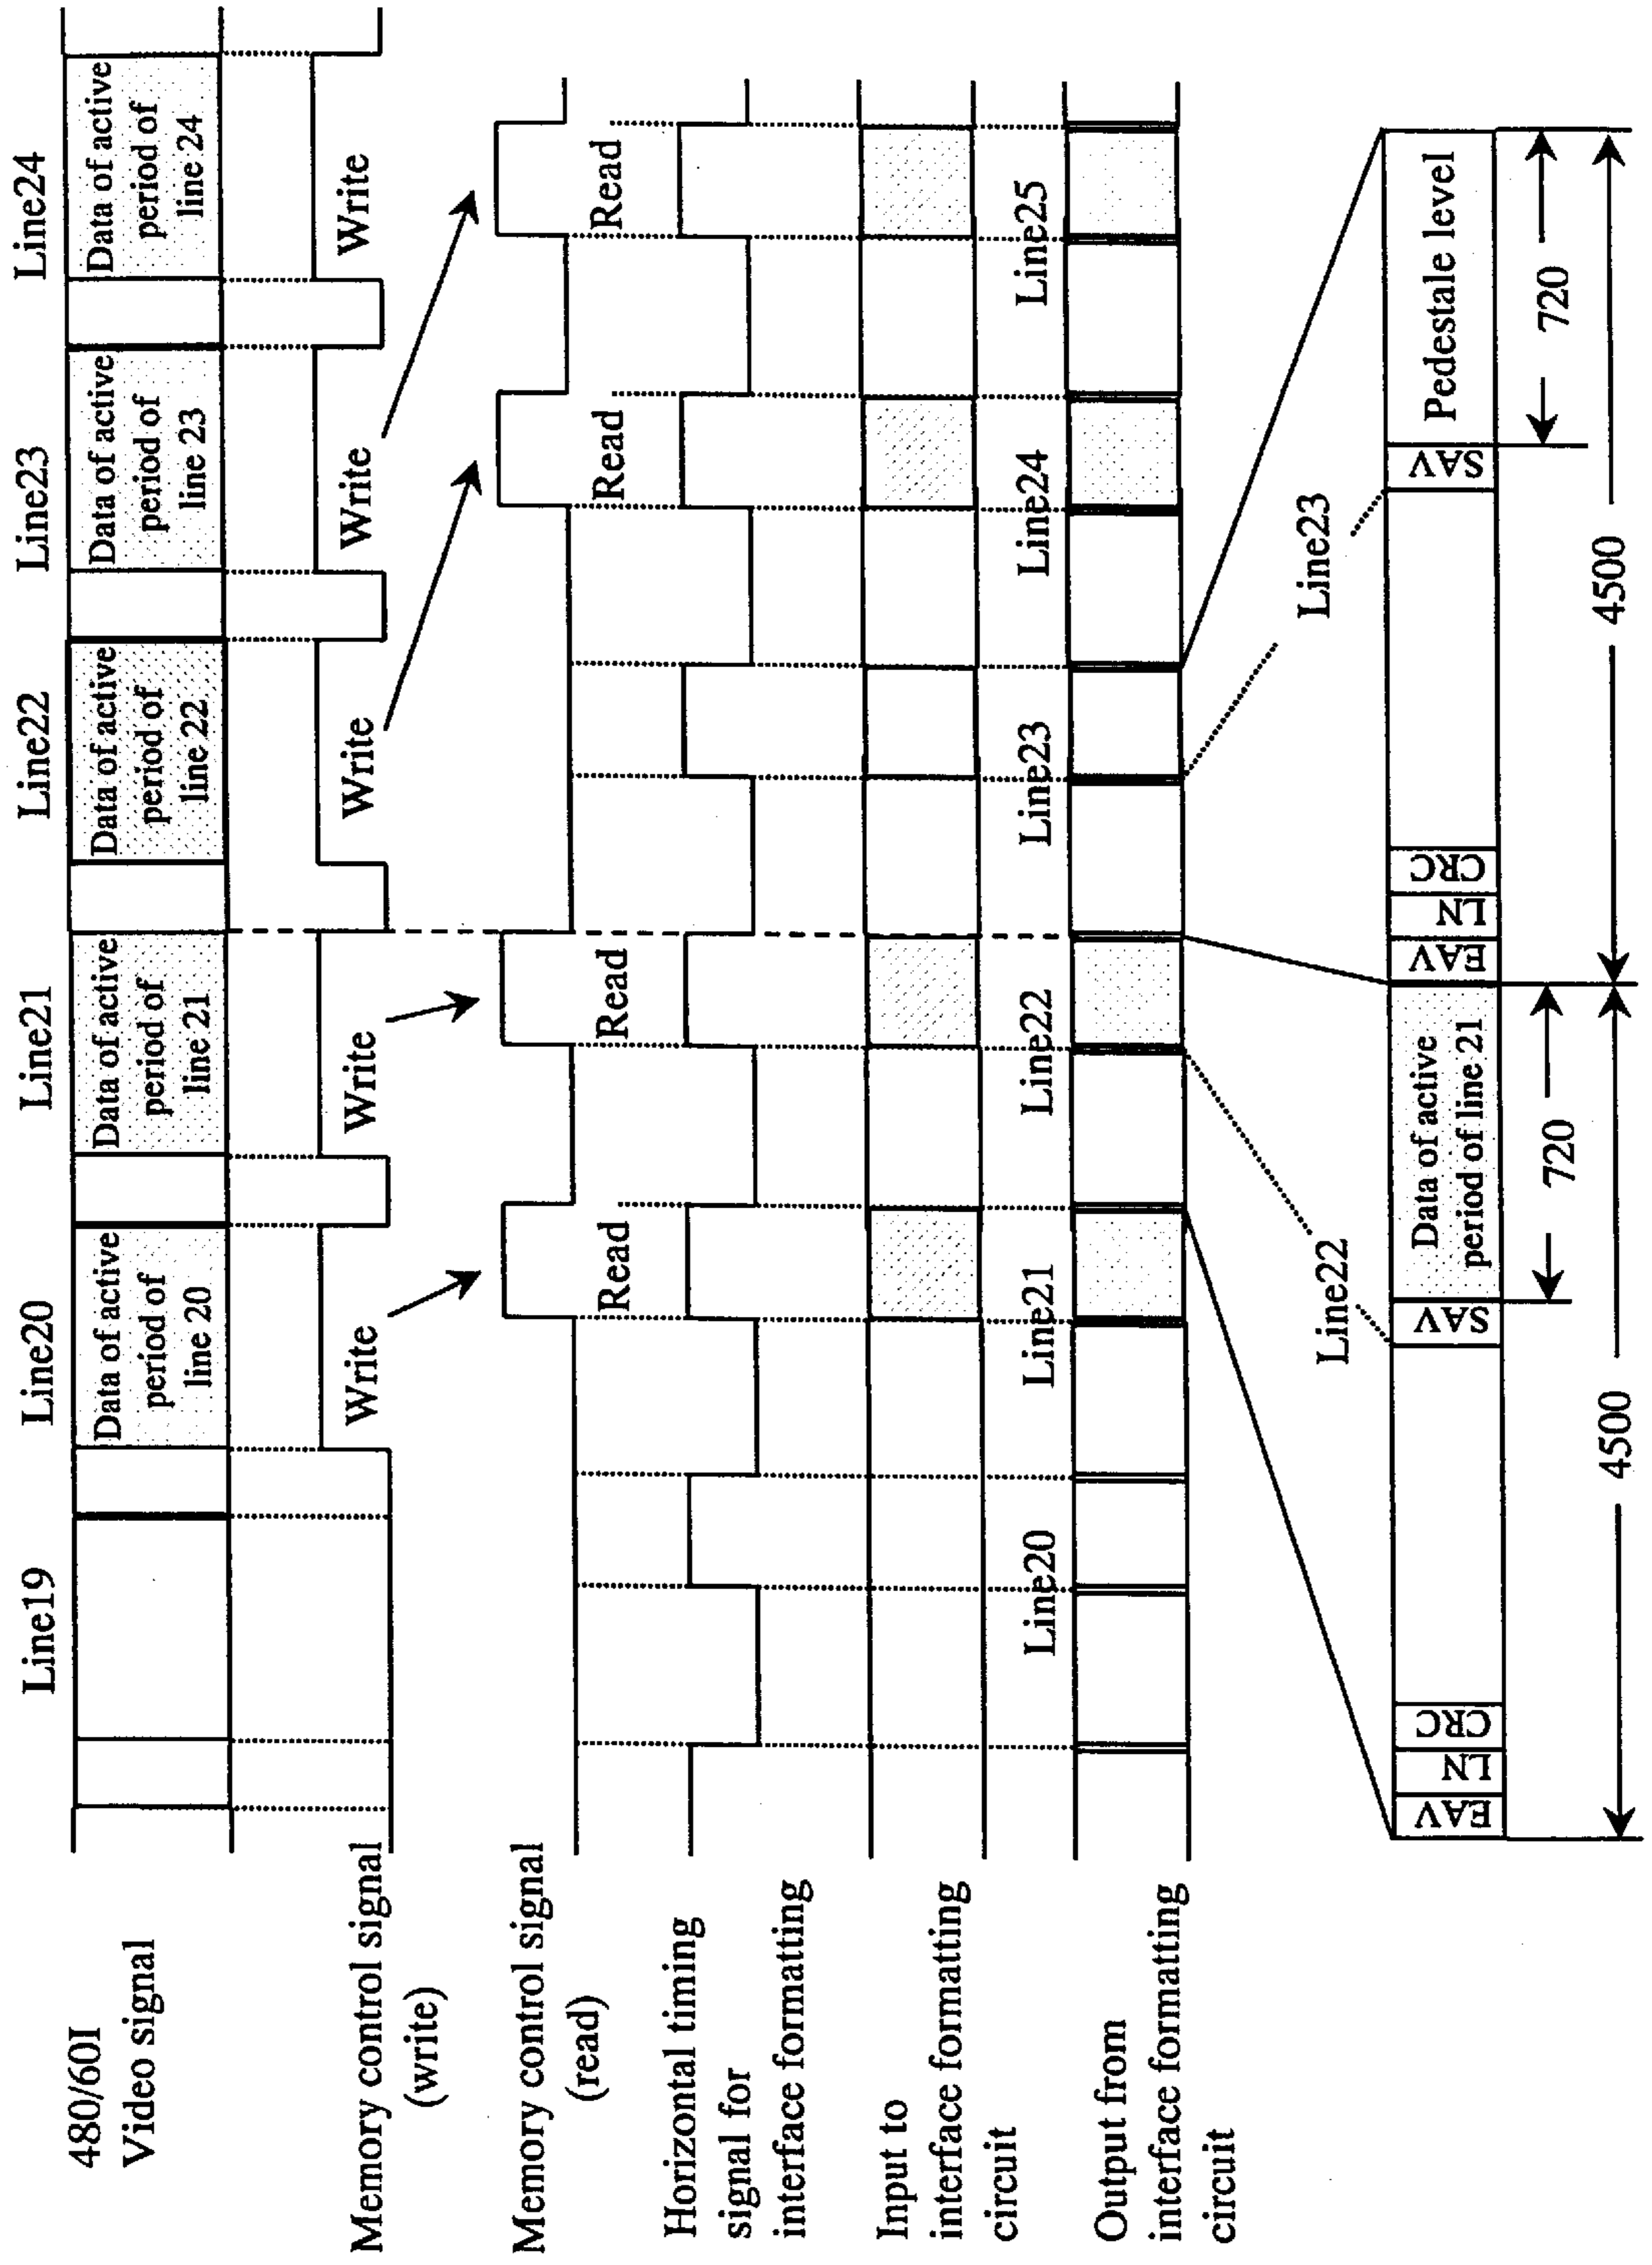 Line19
Line20
Line21
Line22
Line23
Line24
480/60I
Video signal
Data of active
period of
line 20
Data of active
period of
line 21
Data of active
period of
line 22
Data of active
period of
line 23
Data of active
period of
line 24
Memory control signal
(write)
Write
Write
Write
Write
Write
Memory control signal
(read)
Read
Read
Read
Read
Horizontal timing
signal for
interface formatting
Input to
interface formatting
circuit
Line20
Line21
Line22
Line23
Line24
Line25
Output from
interface formatting
circuit
Line22
Line23
EAV
LN
CRC
SAV
Data of active
period of line 21
EAV
LN
CRC
SAV
Pedestale level
720
720
4500
4500